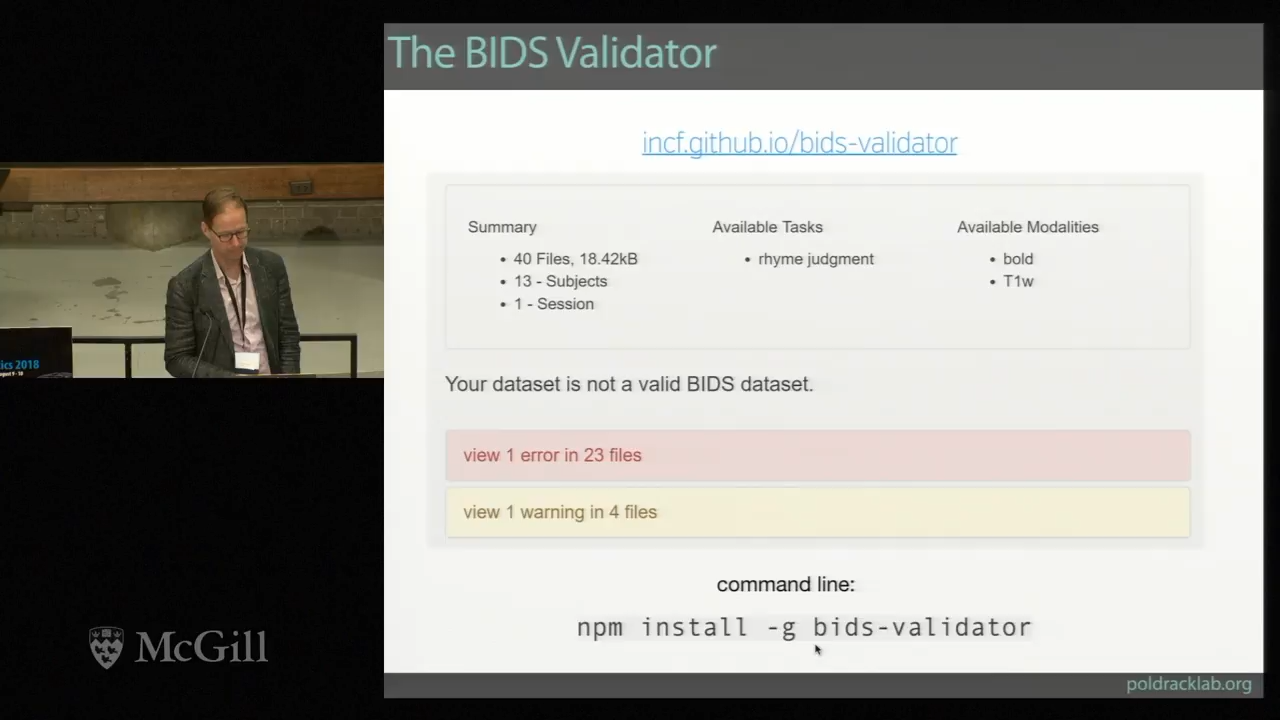 The BIDS Validator
incf.github.io/bids-validator
Summary
• 40 Files, 18.42kB
• 13 - Subjects
• 1 - Session
Available Tasks
• rhyme judgment
Available Modalities
• bold
• T1w
Your dataset is not a valid BIDS dataset.
view 1 error in 23 files
view 1 warning in 4 files
command line:
npm install -g bids-validator
poldracklab.org
ics 2018
McGill